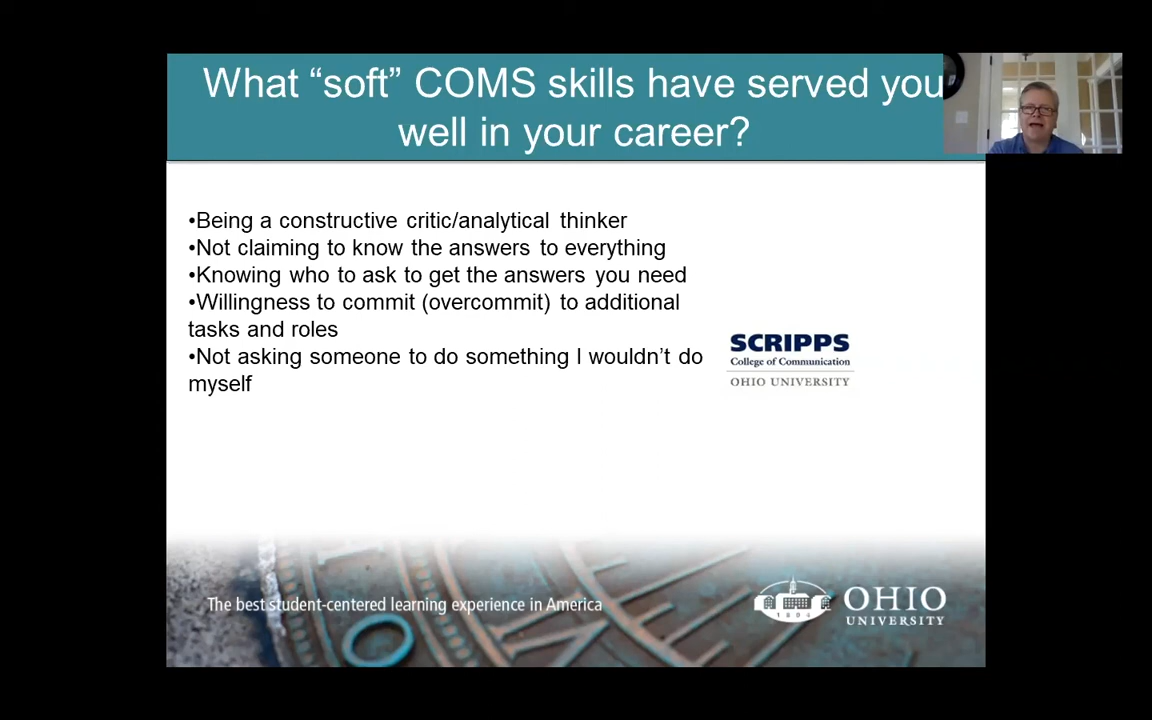 What “soft” COMS skills have served you
well in your career?
•Being a constructive critic/analytical thinker
•Not claiming to know the answers to everything
•Knowing who to ask to get the answers you need
•Willingness to commit (overcommit) to additional
tasks and roles
•Not asking someone to do something I wouldn’t do
myself
SCRIPPS
College of Communication
OHIO UNIVERSITY
The best student-centered learning experience in America
1804
OHIO
UNIVERSITY